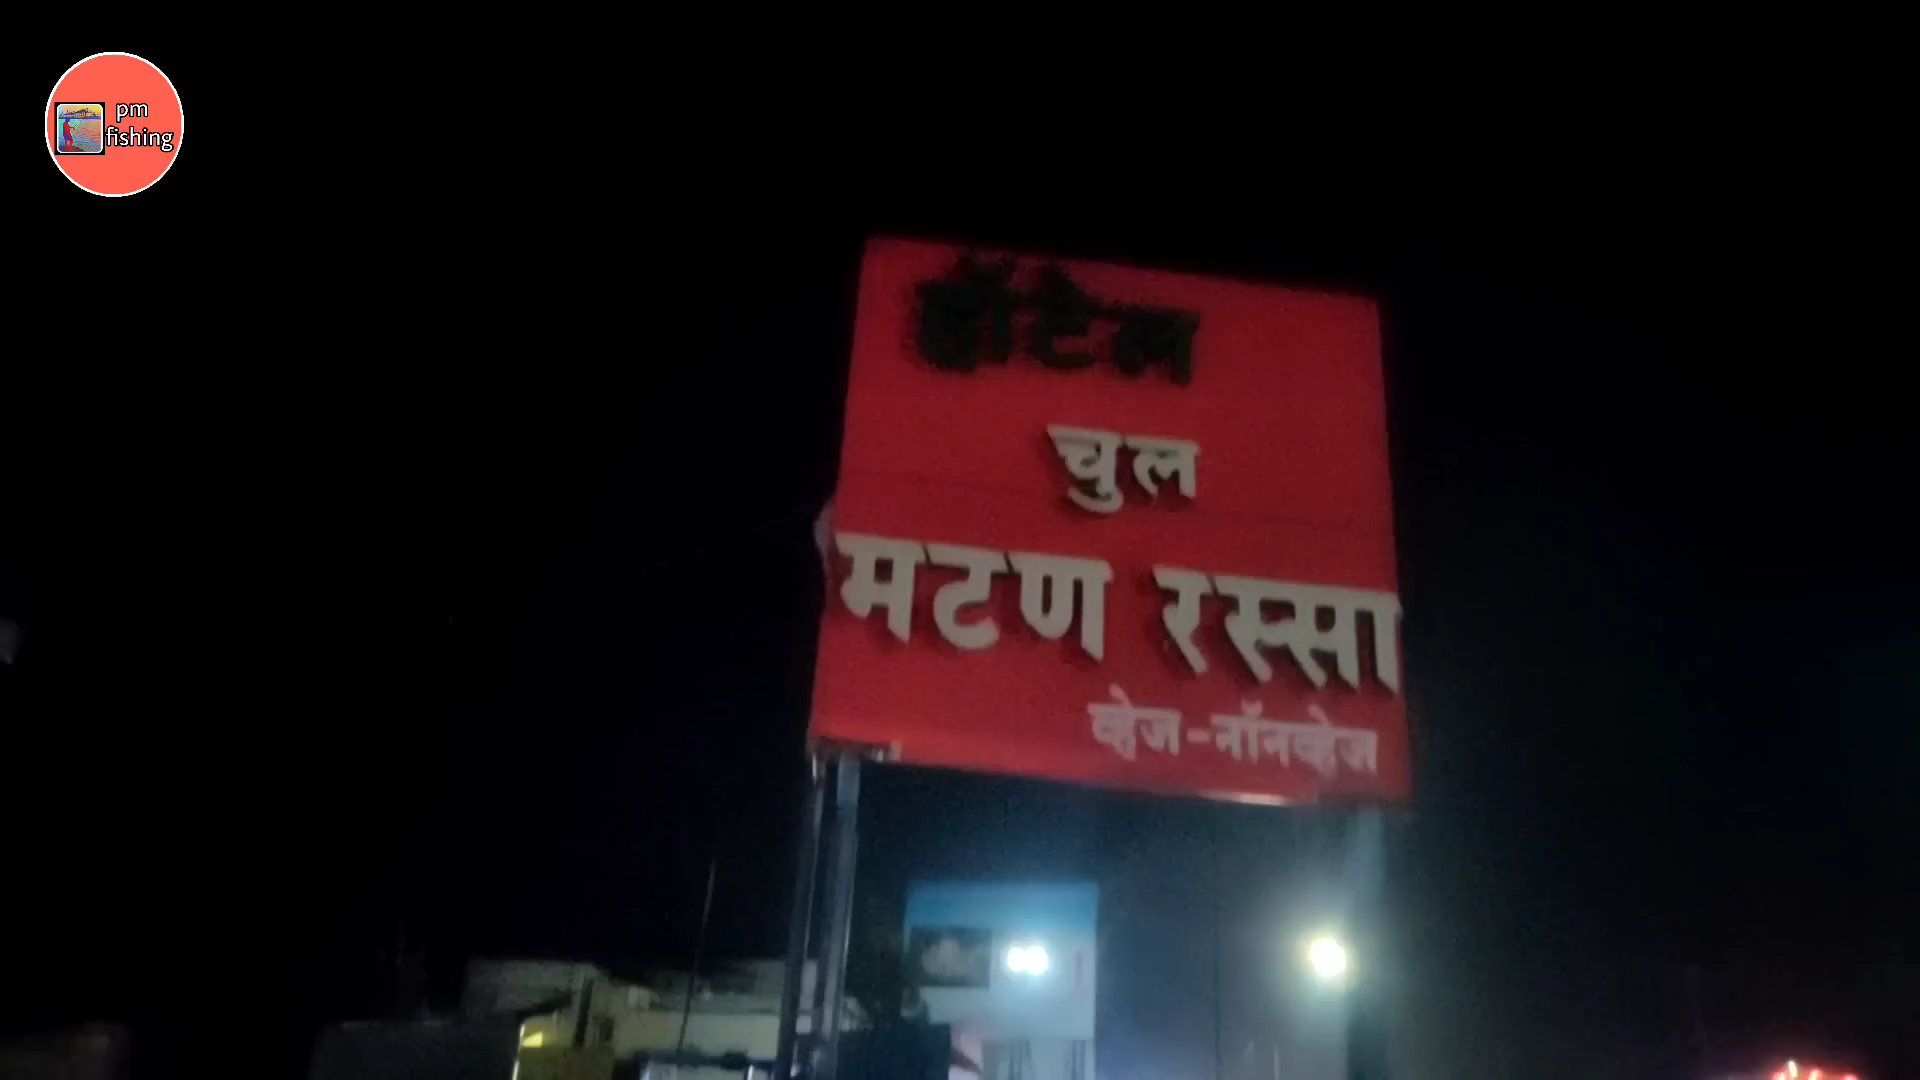 pm
fishing
हॉटेल
चुल
मटण रस्सा
व्हेज-नॉनव्हेज